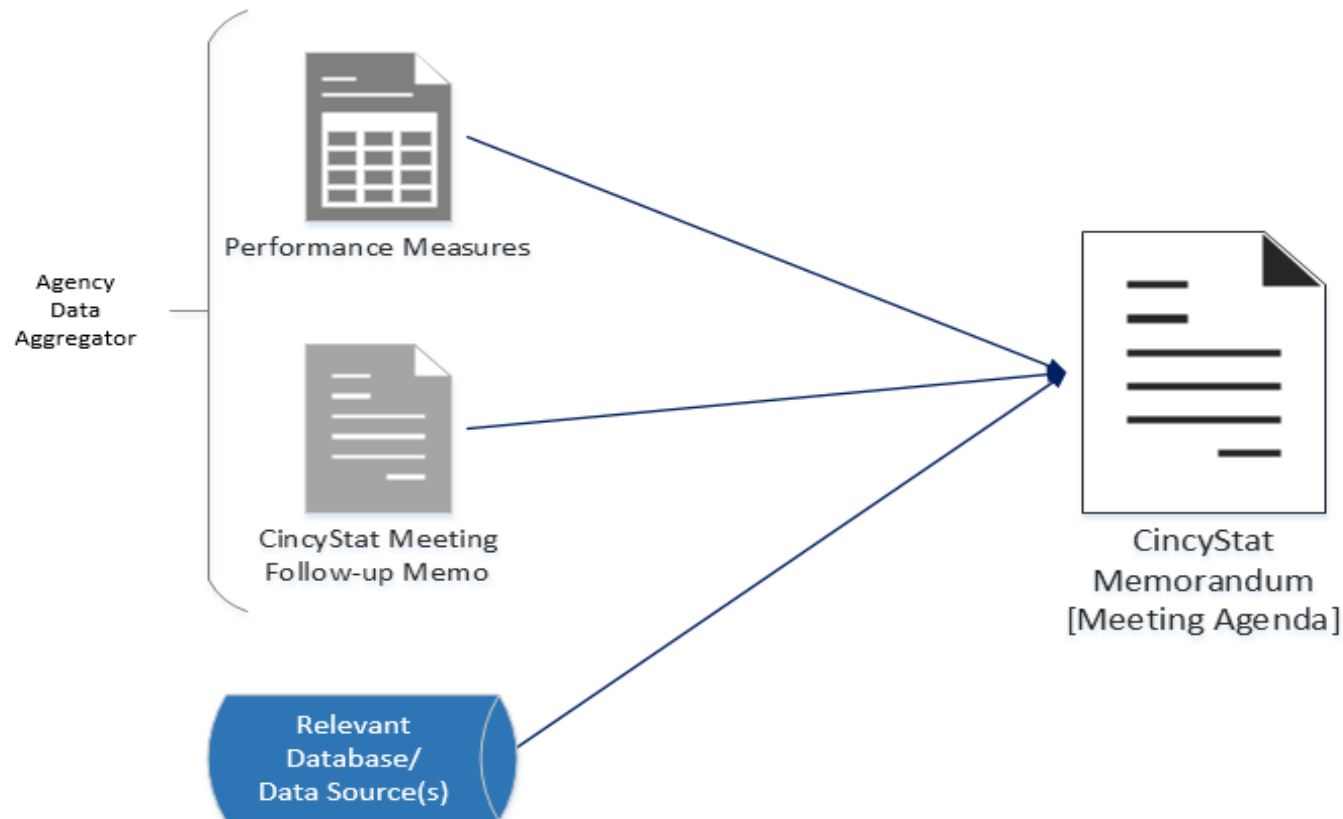 Performance Measures
Agency
Data
Aggregator
CincyStat Meeting
Follow-up Memo
CincyStat
Memorandum
[Meeting Agenda]
Relevant
Database/
Data Source(s)